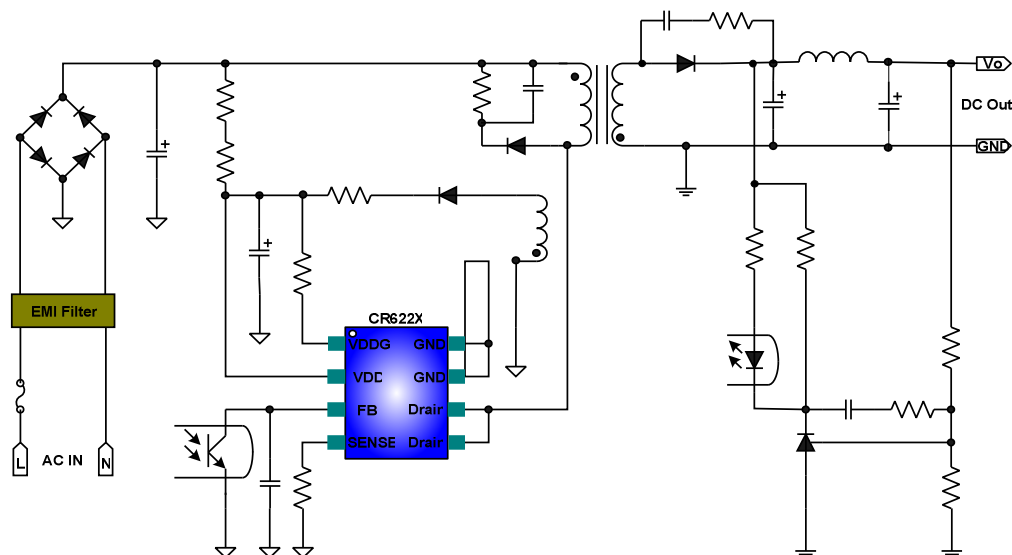 Vo
DC Out
GND
EMI Filter
CR622X
VDDG
GND
VDD
GND
FB
Drair
SENSE
Drair
L
AC IN
N